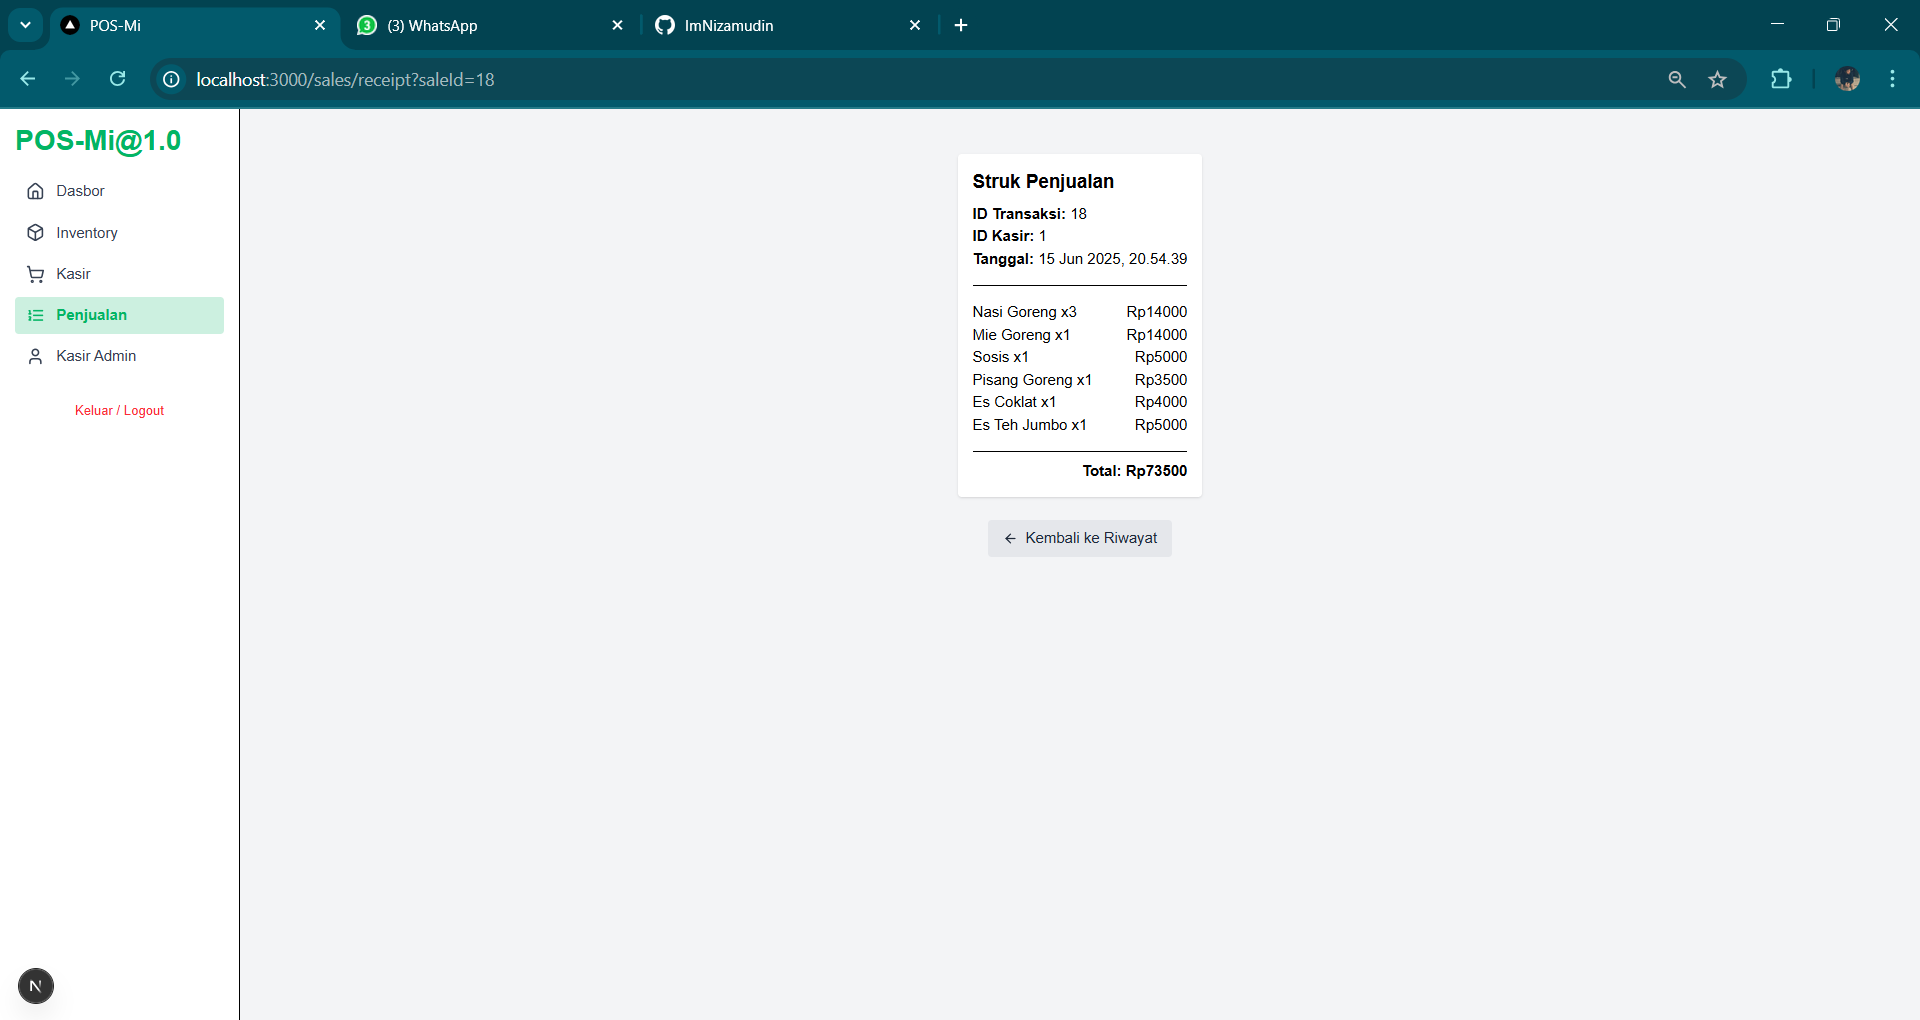 POS-Mi
3
(3) WhatsApp
ImNizamudin
localhost:3000/sales/receipt?saleId=18
POS-Mi@1.0
Dasbor
Inventory
Kasir
Penjualan
Kasir Admin
Keluar / Logout
Struk Penjualan
ID Transaksi: 18
ID Kasir: 1
Tanggal: 15 Jun 2025, 20.54.39
Nasi Goreng x3 Rp14000
Mie Goreng x1 Rp14000
Sosis x1 Rp5000
Pisang Goreng x1 Rp3500
Es Coklat x1 Rp4000
Es Teh Jumbo x1 Rp5000
Total: Rp73500
← Kembali ke Riwayat
N